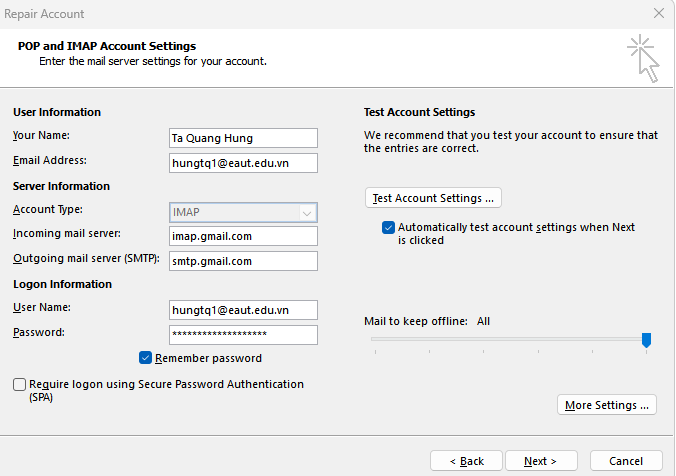 Repair Account
POP and IMAP Account Settings
Enter the mail server settings for your account.
User Information
Your Name:
Ta Quang Hung
Email Address:
hungtq1@eaut.edu.vn
Server Information
Account Type:
IMAP
Incoming mail server:
imap.gmail.com
Outgoing mail server (SMTP):
smtp.gmail.com
Logon Information
User Name:
hungtq1@eaut.edu.vn
Password:
*******************
Remember password
Require logon using Secure Password Authentication
(SPA)
Test Account Settings
We recommend that you test your account to ensure that
the entries are correct.
Test Account Settings ...
Automatically test account settings when Next
is clicked
Mail to keep offline: All
More Settings ...
< Back
Next >
Cancel